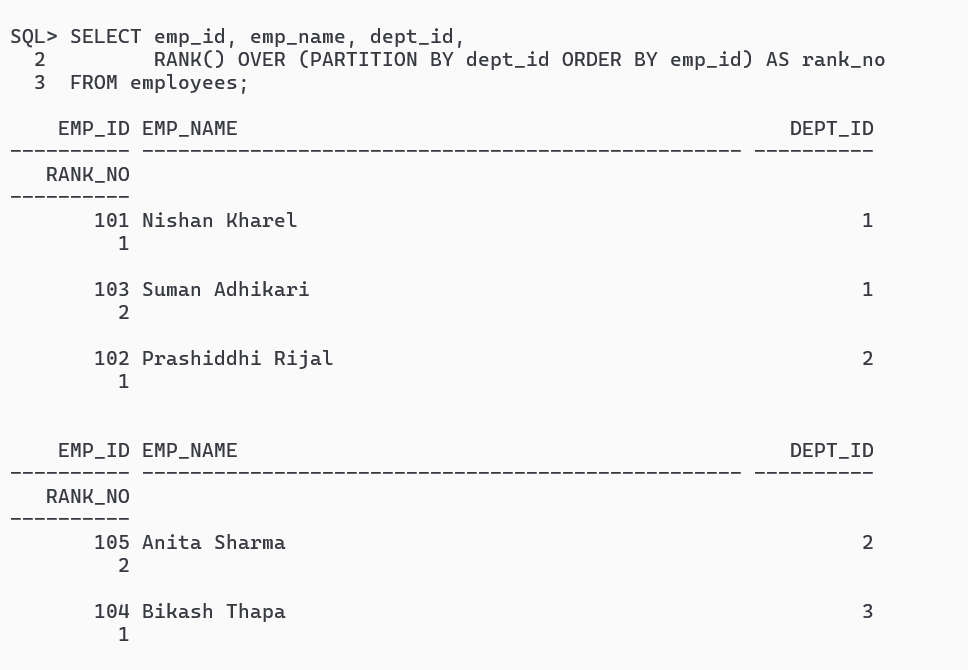 SQL> SELECT emp_id, emp_name, dept_id,
  2         RANK() OVER (PARTITION BY dept_id ORDER BY emp_id) AS rank_no
  3  FROM employees;

    EMP_ID EMP_NAME                                              DEPT_ID
---------- -------------------------------------------------- ----------
   RANK_NO
----------
       101 Nishan Kharel                                               1
         1

       103 Suman Adhikari                                              1
         2

       102 Prashiddhi Rijal                                            2
         1


    EMP_ID EMP_NAME                                              DEPT_ID
---------- -------------------------------------------------- ----------
   RANK_NO
----------
       105 Anita Sharma                                                2
         2

       104 Bikash Thapa                                                3
         1